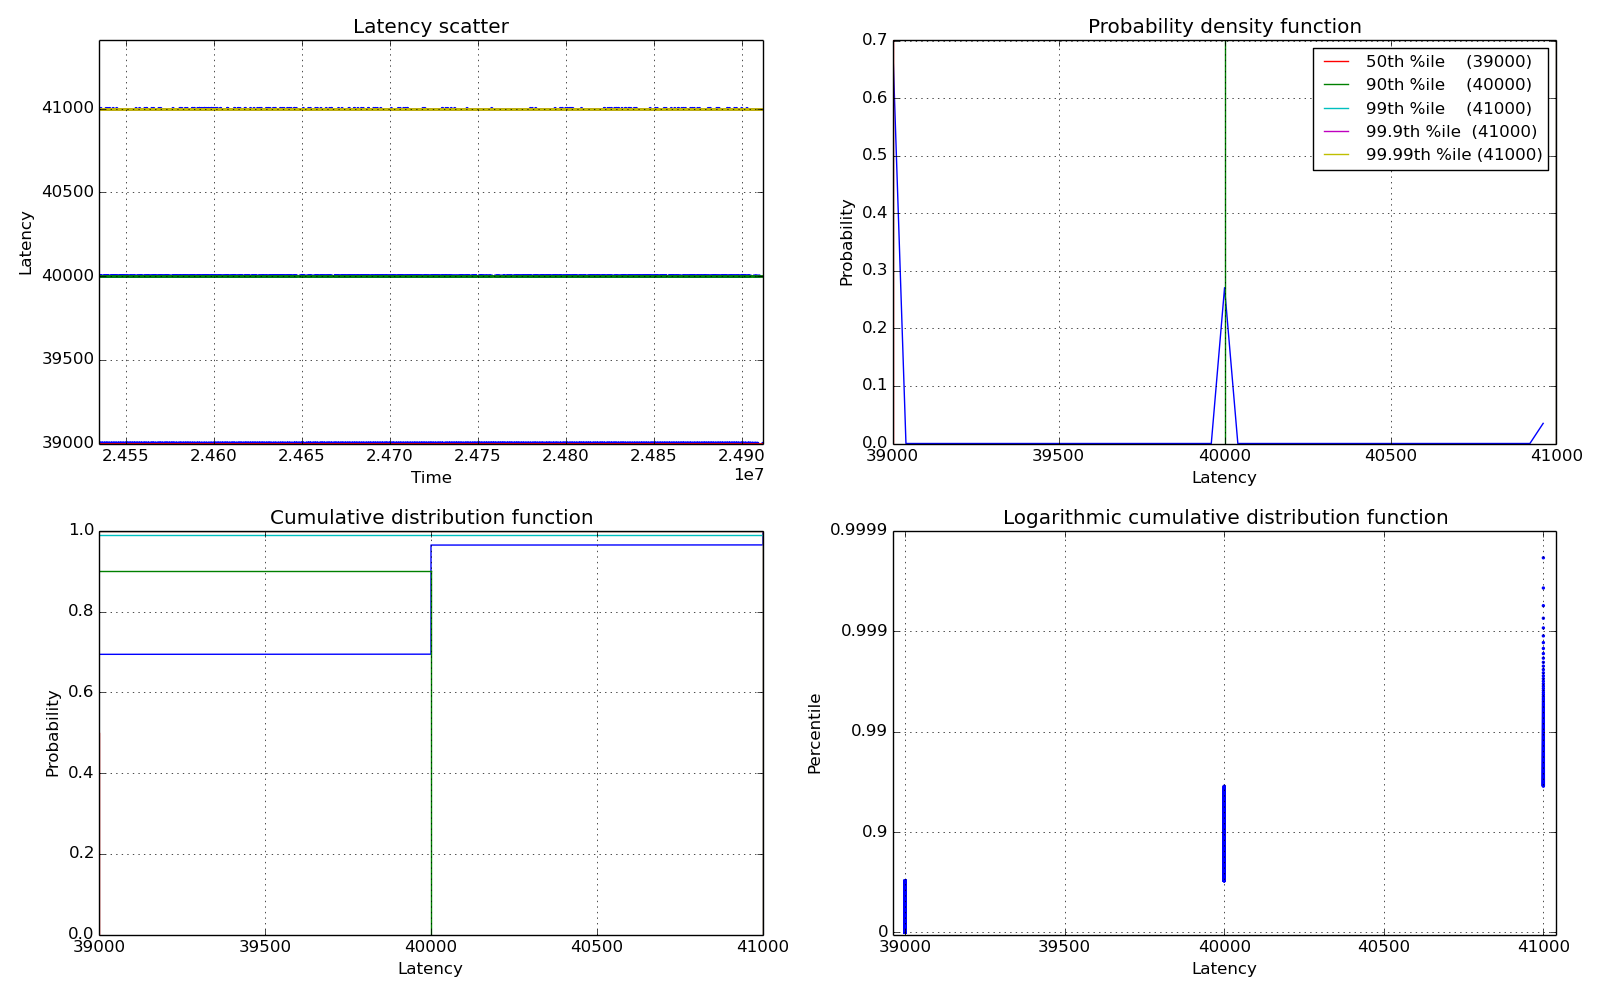 Latency scatter
41000
40500
40000
39500
39000
Latency
2.455 2.460 2.465 2.470 2.475 2.480 2.485 2.490
1e7
Time
Probability density function
0.7
0.6
0.5
0.4
0.3
0.2
0.1
0.0
Probability
50th %ile (39000)
90th %ile (40000)
99th %ile (41000)
99.9th %ile (41000)
99.99th %ile (41000)
39000 39500 40000 40500 41000
Latency
Cumulative distribution function
1.0
0.8
0.6
0.4
0.2
0.0
Probability
39000 39500 40000 40500 41000
Latency
Logarithmic cumulative distribution function
0.9999
0.999
0.99
0.9
0
Percentile
39000 39500 40000 40500 41000
Latency